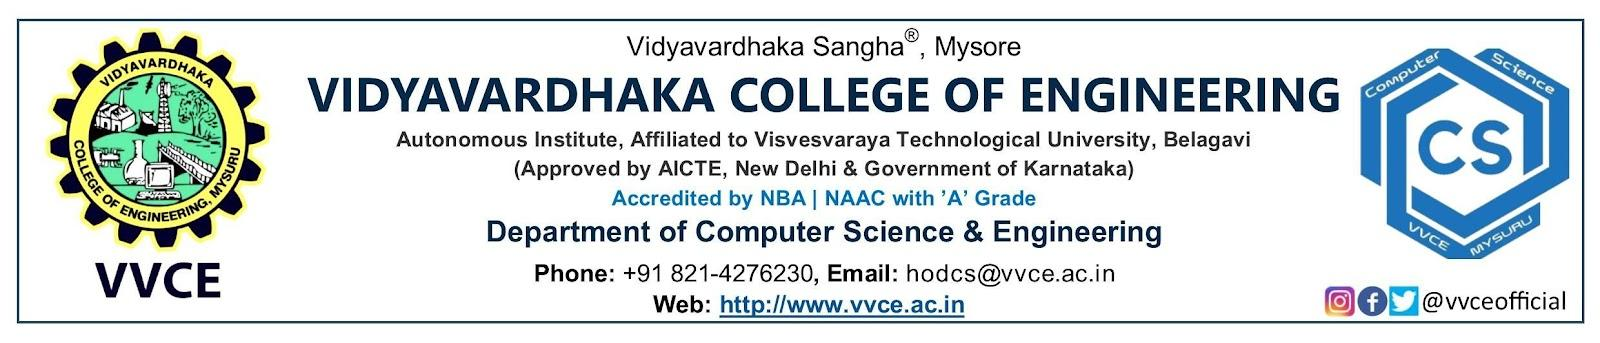 Vidyavardhaka Sangha®, Mysore
VIDYAVARDHAKA COLLEGE OF ENGINEERING
Autonomous Institute, Affiliated to Visvesvaraya Technological University, Belagavi
(Approved by AICTE, New Delhi & Government of Karnataka)
Accredited by NBA | NAAC with ’A’ Grade
Department of Computer Science & Engineering
Phone: +91 821-4276230, Email: hodcs@vvce.ac.in
Web: http://www.vvce.ac.in
VIDYAVARDHAKA
COLLEGE OF ENGINEERING, MYSURU
VVCE
Computer Science
CS
VVCE MYSURU
@vvceofficial